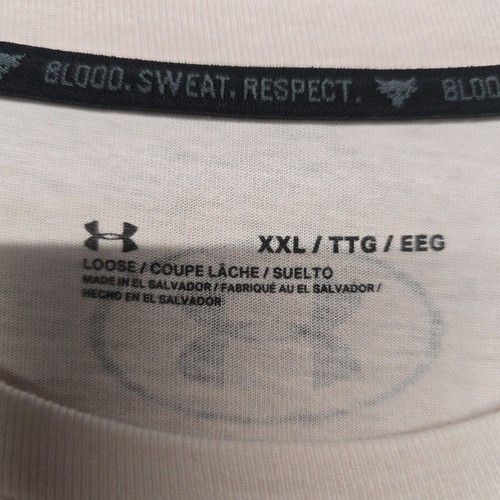 BLOOD. SWEAT. RESPECT. BLOO
XXL / TTG / EEG
LOOSE / COUPE LÂCHE / SUELTO
MADE IN EL SALVADOR / FABRIQUÉ AU EL SALVADOR /
HECHO EN EL SALVADOR